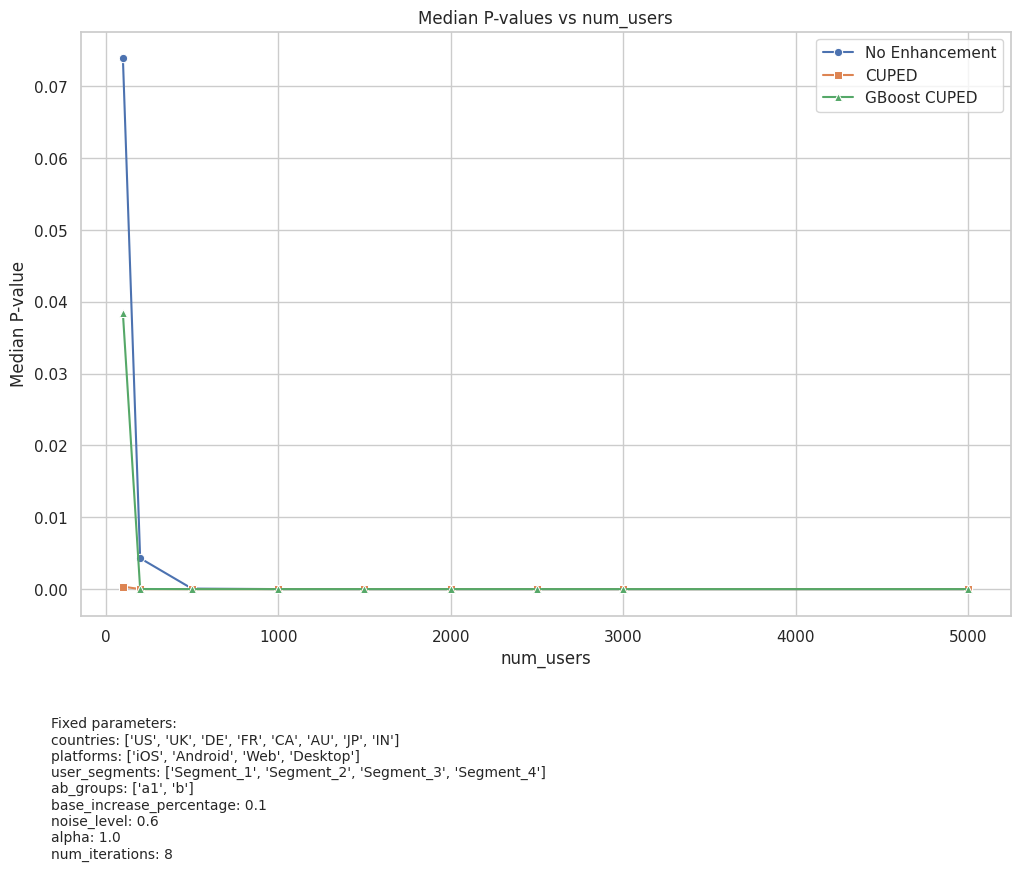 Median P-values vs num_users
No Enhancement
CUPED
GBoost CUPED
Median P-value
0.07
0.06
0.05
0.04
0.03
0.02
0.01
0.00
0
1000
2000
3000
4000
5000
num_users
Fixed parameters:
countries: ['US', 'UK', 'DE', 'FR', 'CA', 'AU', 'JP', 'IN']
platforms: ['iOS', 'Android', 'Web', 'Desktop']
user_segments: ['Segment_1', 'Segment_2', 'Segment_3', 'Segment_4']
ab_groups: ['a1', 'b']
base_increase_percentage: 0.1
noise_level: 0.6
alpha: 1.0
num_iterations: 8